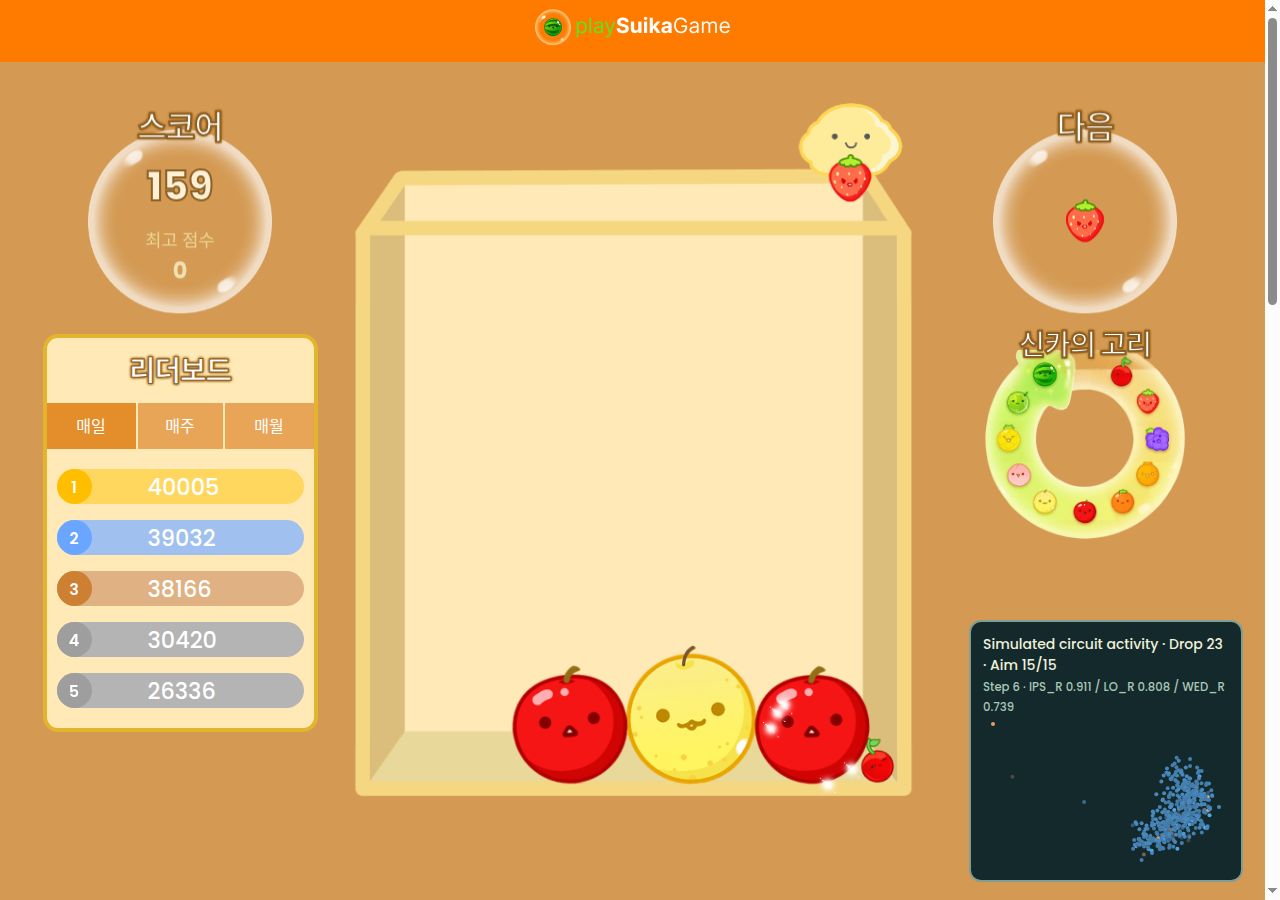 playSuikaGame
스코어
159
최고 점수
0
다음
리더보드
매일 매주 매월
1 40005
2 39032
3 38166
4 30420
5 26336
신카의 고리
Simulated circuit activity · Drop 23
· Aim 15/15
Step 6 · IPS_R 0.911 / LO_R 0.808 / WED_R
0.739